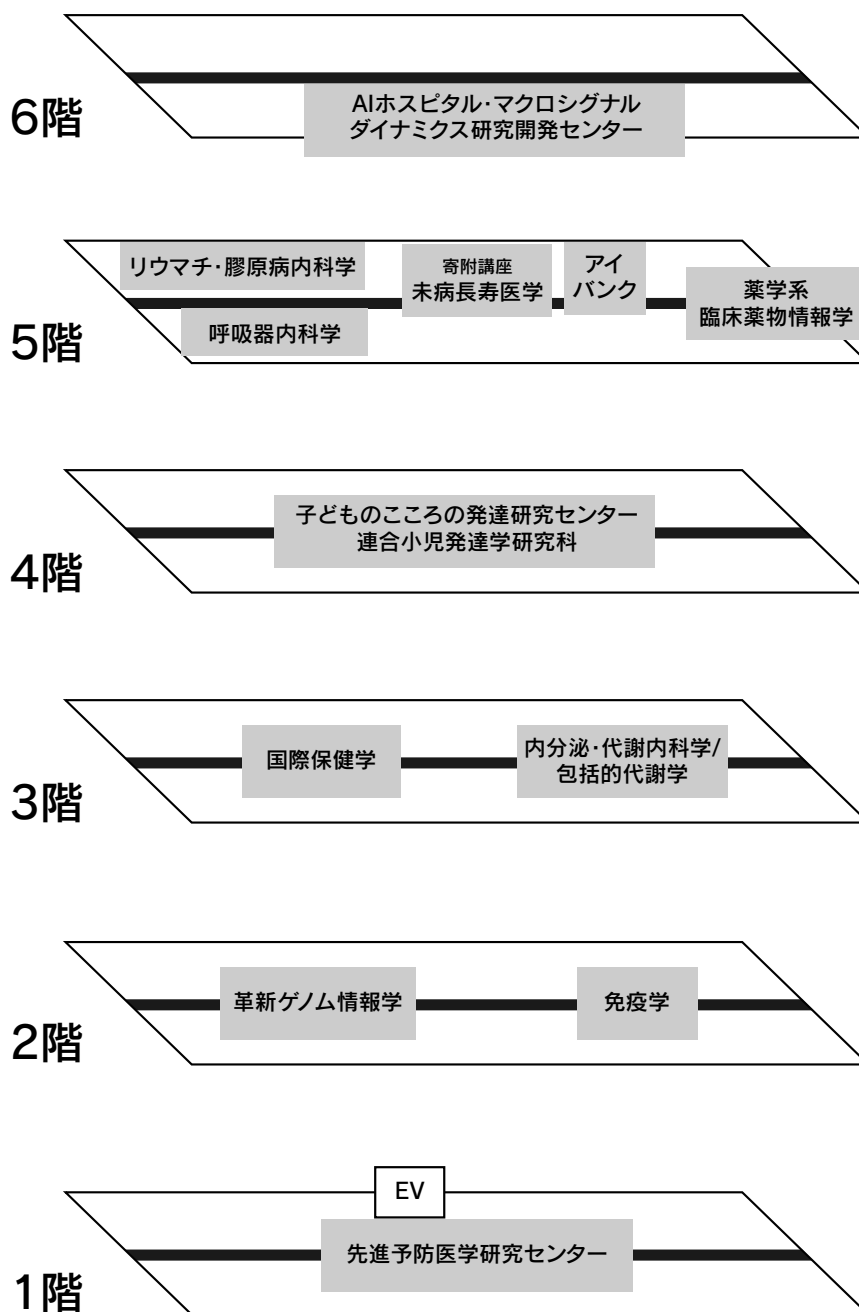 6階
AIホスピタル・マクロシグナル
ダイナミクス研究開発センター
5階
リウマチ・膠原病内科学
呼吸器内科学
寄附講座
未病長寿医学
アイ
バンク
薬学系
臨床薬物情報学
4階
子どものこころの発達研究センター
連合小児発達学研究科
3階
国際保健学
内分泌・代謝内科学/
包括的代謝学
2階
革新ゲノム情報学
免疫学
1階
EV
先進予防医学研究センター